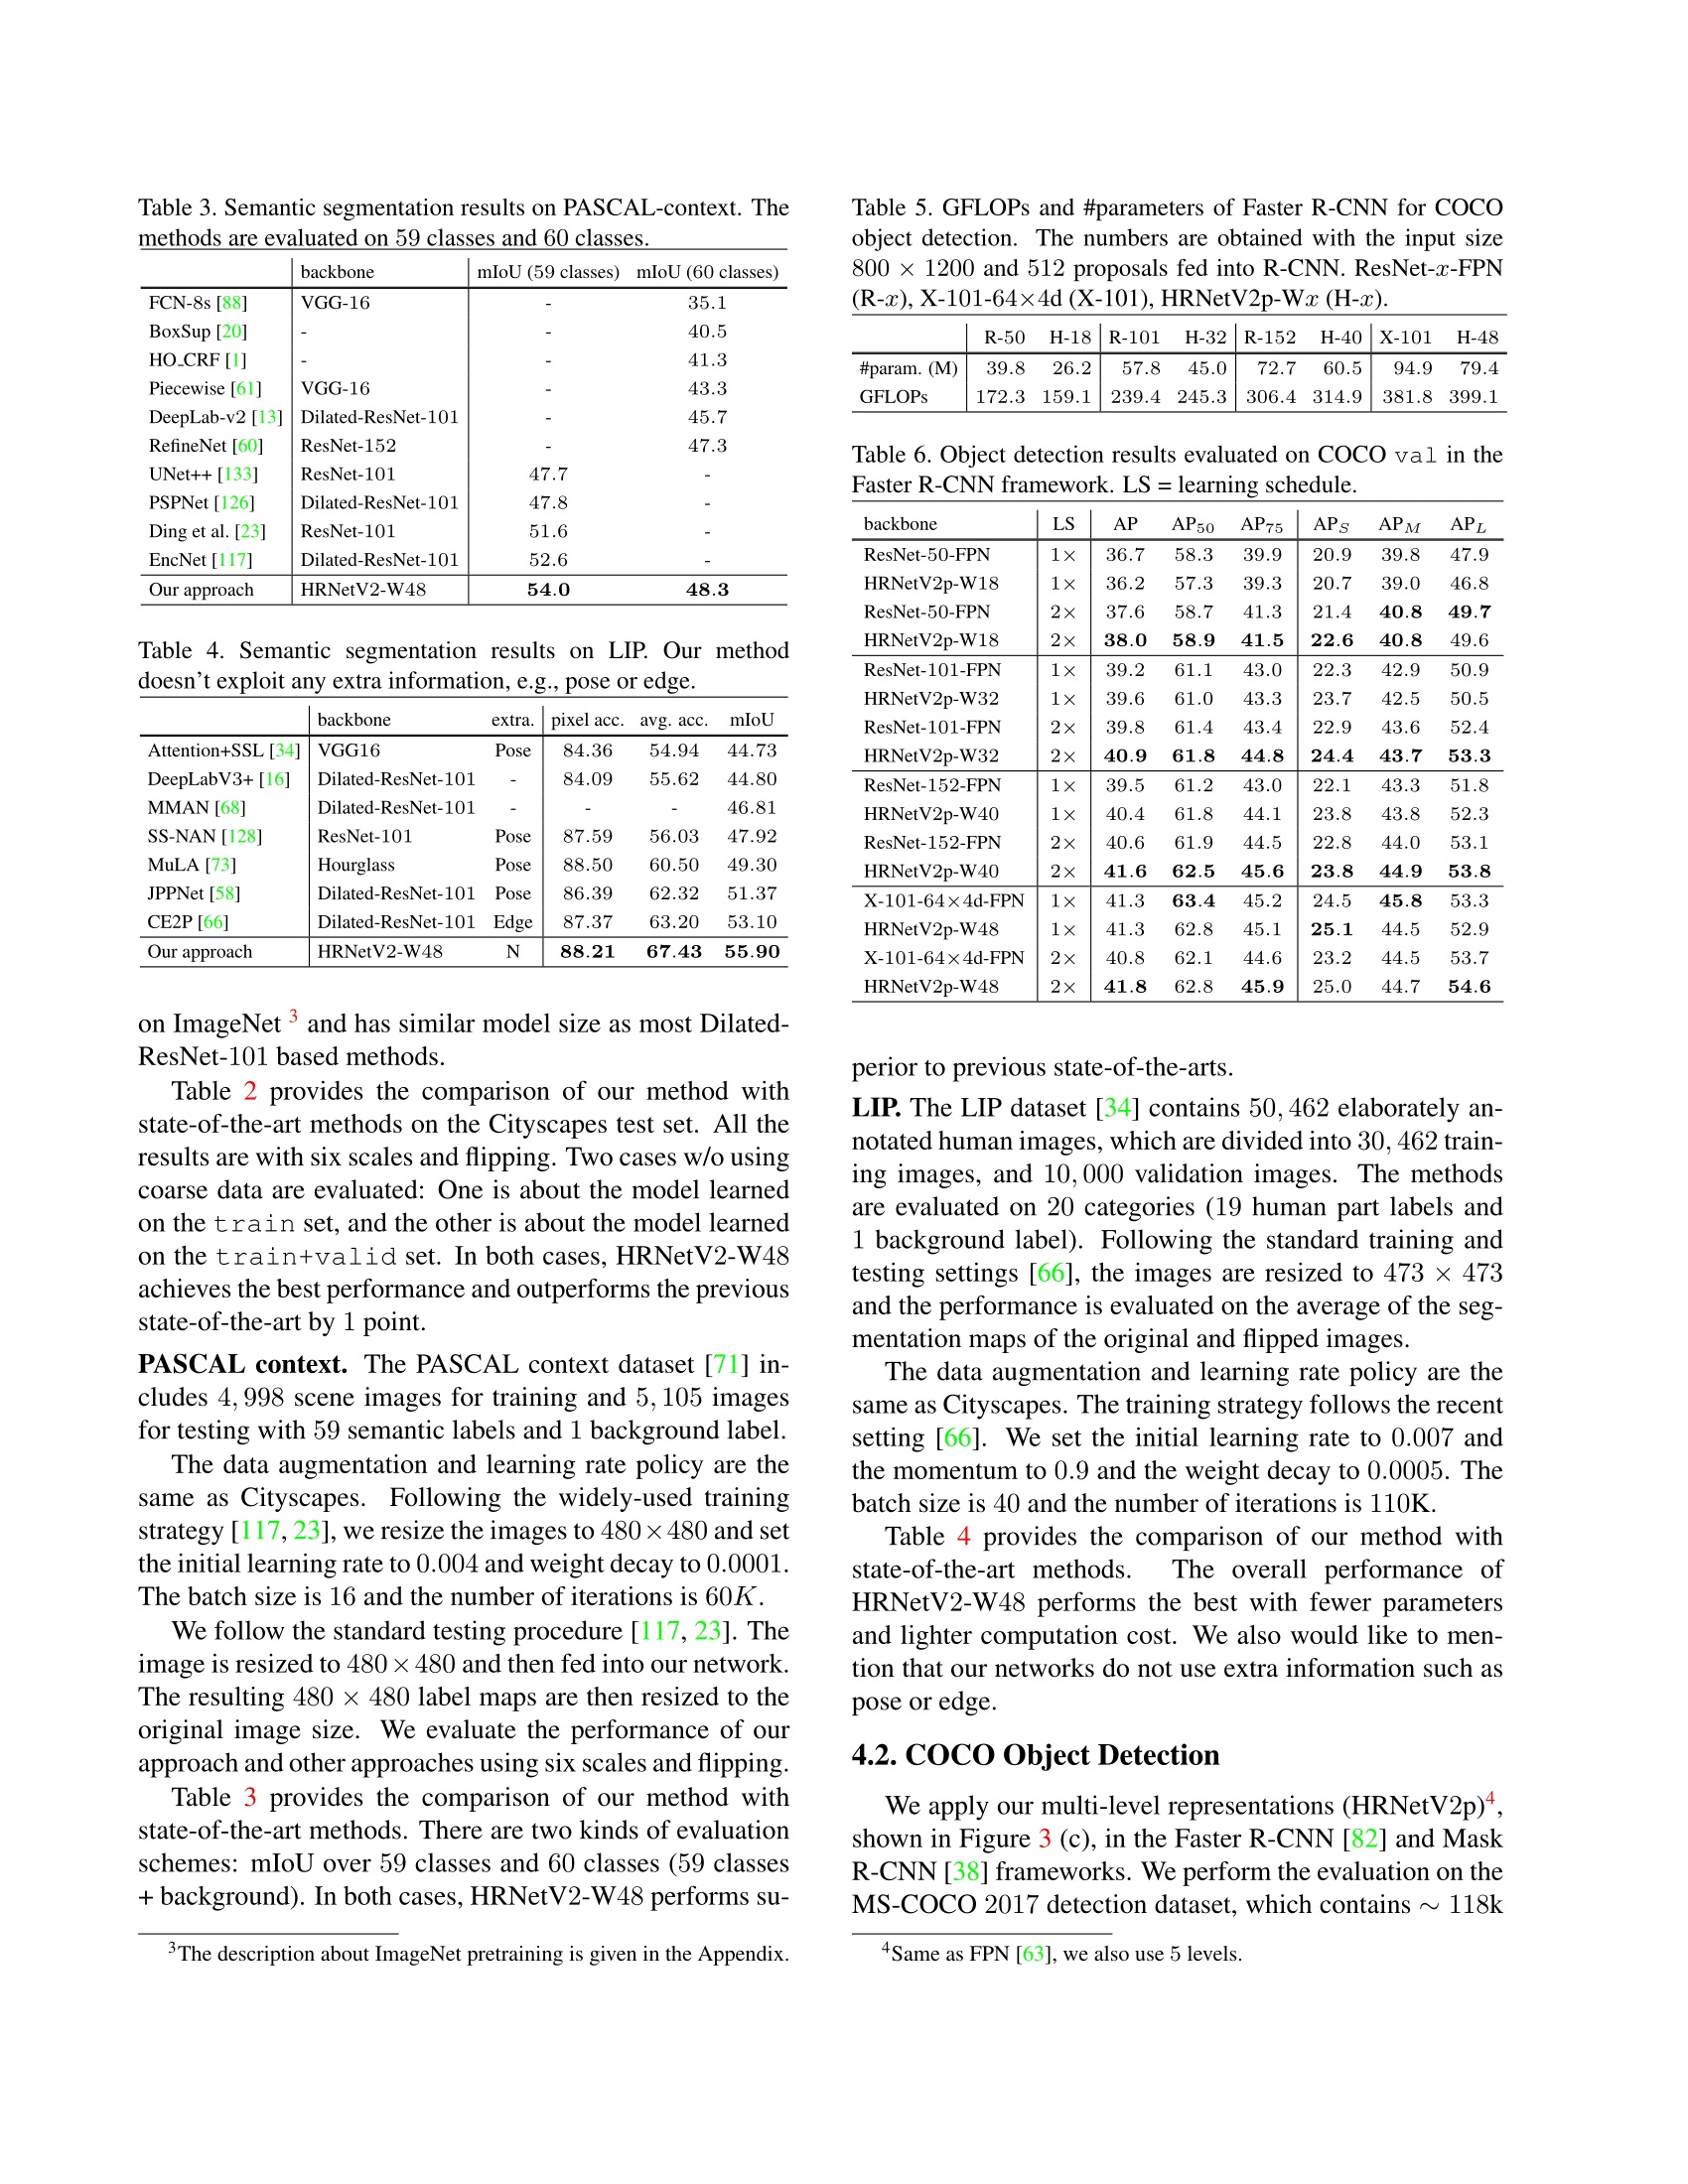 Table 3. Semantic segmentation results on PASCAL-context. The
methods are evaluated on 59 classes and 60 classes.
backbone mIoU (59 classes) mIoU (60 classes)
FCN-8s [88] VGG-16 - 35.1
BoxSup [20] - - 40.5
HO_CRF [1] - - 41.3
Piecewise [61] VGG-16 - 43.3
DeepLab-v2 [13] Dilated-ResNet-101 - 45.7
RefineNet [60] ResNet-152 - 47.3
UNet++ [133] ResNet-101 47.7 -
PSPNet [126] Dilated-ResNet-101 47.8 -
Ding et al. [23] ResNet-101 51.6 -
EncNet [117] Dilated-ResNet-101 52.6 -
Our approach HRNetV2-W48 54.0 48.3
Table 4. Semantic segmentation results on LIP. Our method
doesn't exploit any extra information, e.g., pose or edge.
backbone extra. pixel acc. avg. acc. mIoU
Attention+SSL [34] VGG16 Pose 84.36 54.94 44.73
DeepLabV3+ [16] Dilated-ResNet-101 - 84.09 55.62 44.80
MMAN [68] Dilated-ResNet-101 - - - 46.81
SS-NAN [128] ResNet-101 Pose 87.59 56.03 47.92
MuLA [73] Hourglass Pose 88.50 60.50 49.30
JPPNet [58] Dilated-ResNet-101 Pose 86.39 62.32 51.37
CE2P [66] Dilated-ResNet-101 Edge 87.37 63.20 53.10
Our approach HRNetV2-W48 N 88.21 67.43 55.90
on ImageNet 3 and has similar model size as most Dilated-
ResNet-101 based methods.
Table 2 provides the comparison of our method with
state-of-the-art methods on the Cityscapes test set. All the
results are with six scales and flipping. Two cases w/o using
coarse data are evaluated: One is about the model learned
on the train set, and the other is about the model learned
on the train+valid set. In both cases, HRNetV2-W48
achieves the best performance and outperforms the previous
state-of-the-art by 1 point.
PASCAL context. The PASCAL context dataset [71] in-
cludes 4,998 scene images for training and 5,105 images
for testing with 59 semantic labels and 1 background label.
The data augmentation and learning rate policy are the
same as Cityscapes. Following the widely-used training
strategy [117, 23], we resize the images to 480×480 and set
the initial learning rate to 0.004 and weight decay to 0.0001.
The batch size is 16 and the number of iterations is 60K.
We follow the standard testing procedure [117, 23]. The
image is resized to 480×480 and then fed into our network.
The resulting 480 × 480 label maps are then resized to the
original image size. We evaluate the performance of our
approach and other approaches using six scales and flipping.
Table 3 provides the comparison of our method with
state-of-the-art methods. There are two kinds of evaluation
schemes: mIoU over 59 classes and 60 classes (59 classes
+ background). In both cases, HRNetV2-W48 performs su-
3The description about ImageNet pretraining is given in the Appendix.
Table 5. GFLOPs and #parameters of Faster R-CNN for COCO
object detection. The numbers are obtained with the input size
800 × 1200 and 512 proposals fed into R-CNN. ResNet-x-FPN
(R-x), X-101-64×4d (X-101), HRNetV2p-Wx (H-x).
R-50 H-18 R-101 H-32 R-152 H-40 X-101 H-48
#param. (M) 39.8 26.2 57.8 45.0 72.7 60.5 94.9 79.4
GFLOPs 172.3 159.1 239.4 245.3 306.4 314.9 381.8 399.1
Table 6. Object detection results evaluated on COCO val in the
Faster R-CNN framework. LS = learning schedule.
backbone LS AP AP50 AP75 APS APM APL
ResNet-50-FPN 1× 36.7 58.3 39.9 20.9 39.8 47.9
HRNetV2p-W18 1× 36.2 57.3 39.3 20.7 39.0 46.8
ResNet-50-FPN 2× 37.6 58.7 41.3 21.4 40.8 49.7
HRNetV2p-W18 2× 38.0 58.9 41.5 22.6 40.8 49.6
ResNet-101-FPN 1× 39.2 61.1 43.0 22.3 42.9 50.9
HRNetV2p-W32 1× 39.6 61.0 43.3 23.7 42.5 50.5
ResNet-101-FPN 2× 39.8 61.4 43.4 22.9 43.6 52.4
HRNetV2p-W32 2× 40.9 61.8 44.8 24.4 43.7 53.3
ResNet-152-FPN 1× 39.5 61.2 43.0 22.1 43.3 51.8
HRNetV2p-W40 1× 40.4 61.8 44.1 23.8 43.8 52.3
ResNet-152-FPN 2× 40.6 61.9 44.5 22.8 44.0 53.1
HRNetV2p-W40 2× 41.6 62.5 45.6 23.8 44.9 53.8
X-101-64×4d-FPN 1× 41.3 63.4 45.2 24.5 45.8 53.3
HRNetV2p-W48 1× 41.3 62.8 45.1 25.1 44.5 52.9
X-101-64×4d-FPN 2× 40.8 62.1 44.6 23.2 44.5 53.7
HRNetV2p-W48 2× 41.8 62.8 45.9 25.0 44.7 54.6
perior to previous state-of-the-arts.
LIP. The LIP dataset [34] contains 50,462 elaborately an-
notated human images, which are divided into 30,462 train-
ing images, and 10,000 validation images. The methods
are evaluated on 20 categories (19 human part labels and
1 background label). Following the standard training and
testing settings [66], the images are resized to 473 × 473
and the performance is evaluated on the average of the seg-
mentation maps of the original and flipped images.
The data augmentation and learning rate policy are the
same as Cityscapes. The training strategy follows the recent
setting [66]. We set the initial learning rate to 0.007 and
the momentum to 0.9 and the weight decay to 0.0005. The
batch size is 40 and the number of iterations is 110K.
Table 4 provides the comparison of our method with
state-of-the-art methods. The overall performance of
HRNetV2-W48 performs the best with fewer parameters
and lighter computation cost. We also would like to men-
tion that our networks do not use extra information such as
pose or edge.
4.2. COCO Object Detection
We apply our multi-level representations (HRNetV2p)4,
shown in Figure 3 (c), in the Faster R-CNN [82] and Mask
R-CNN [38] frameworks. We perform the evaluation on the
MS-COCO 2017 detection dataset, which contains ∼ 118k
4Same as FPN [63], we also use 5 levels.